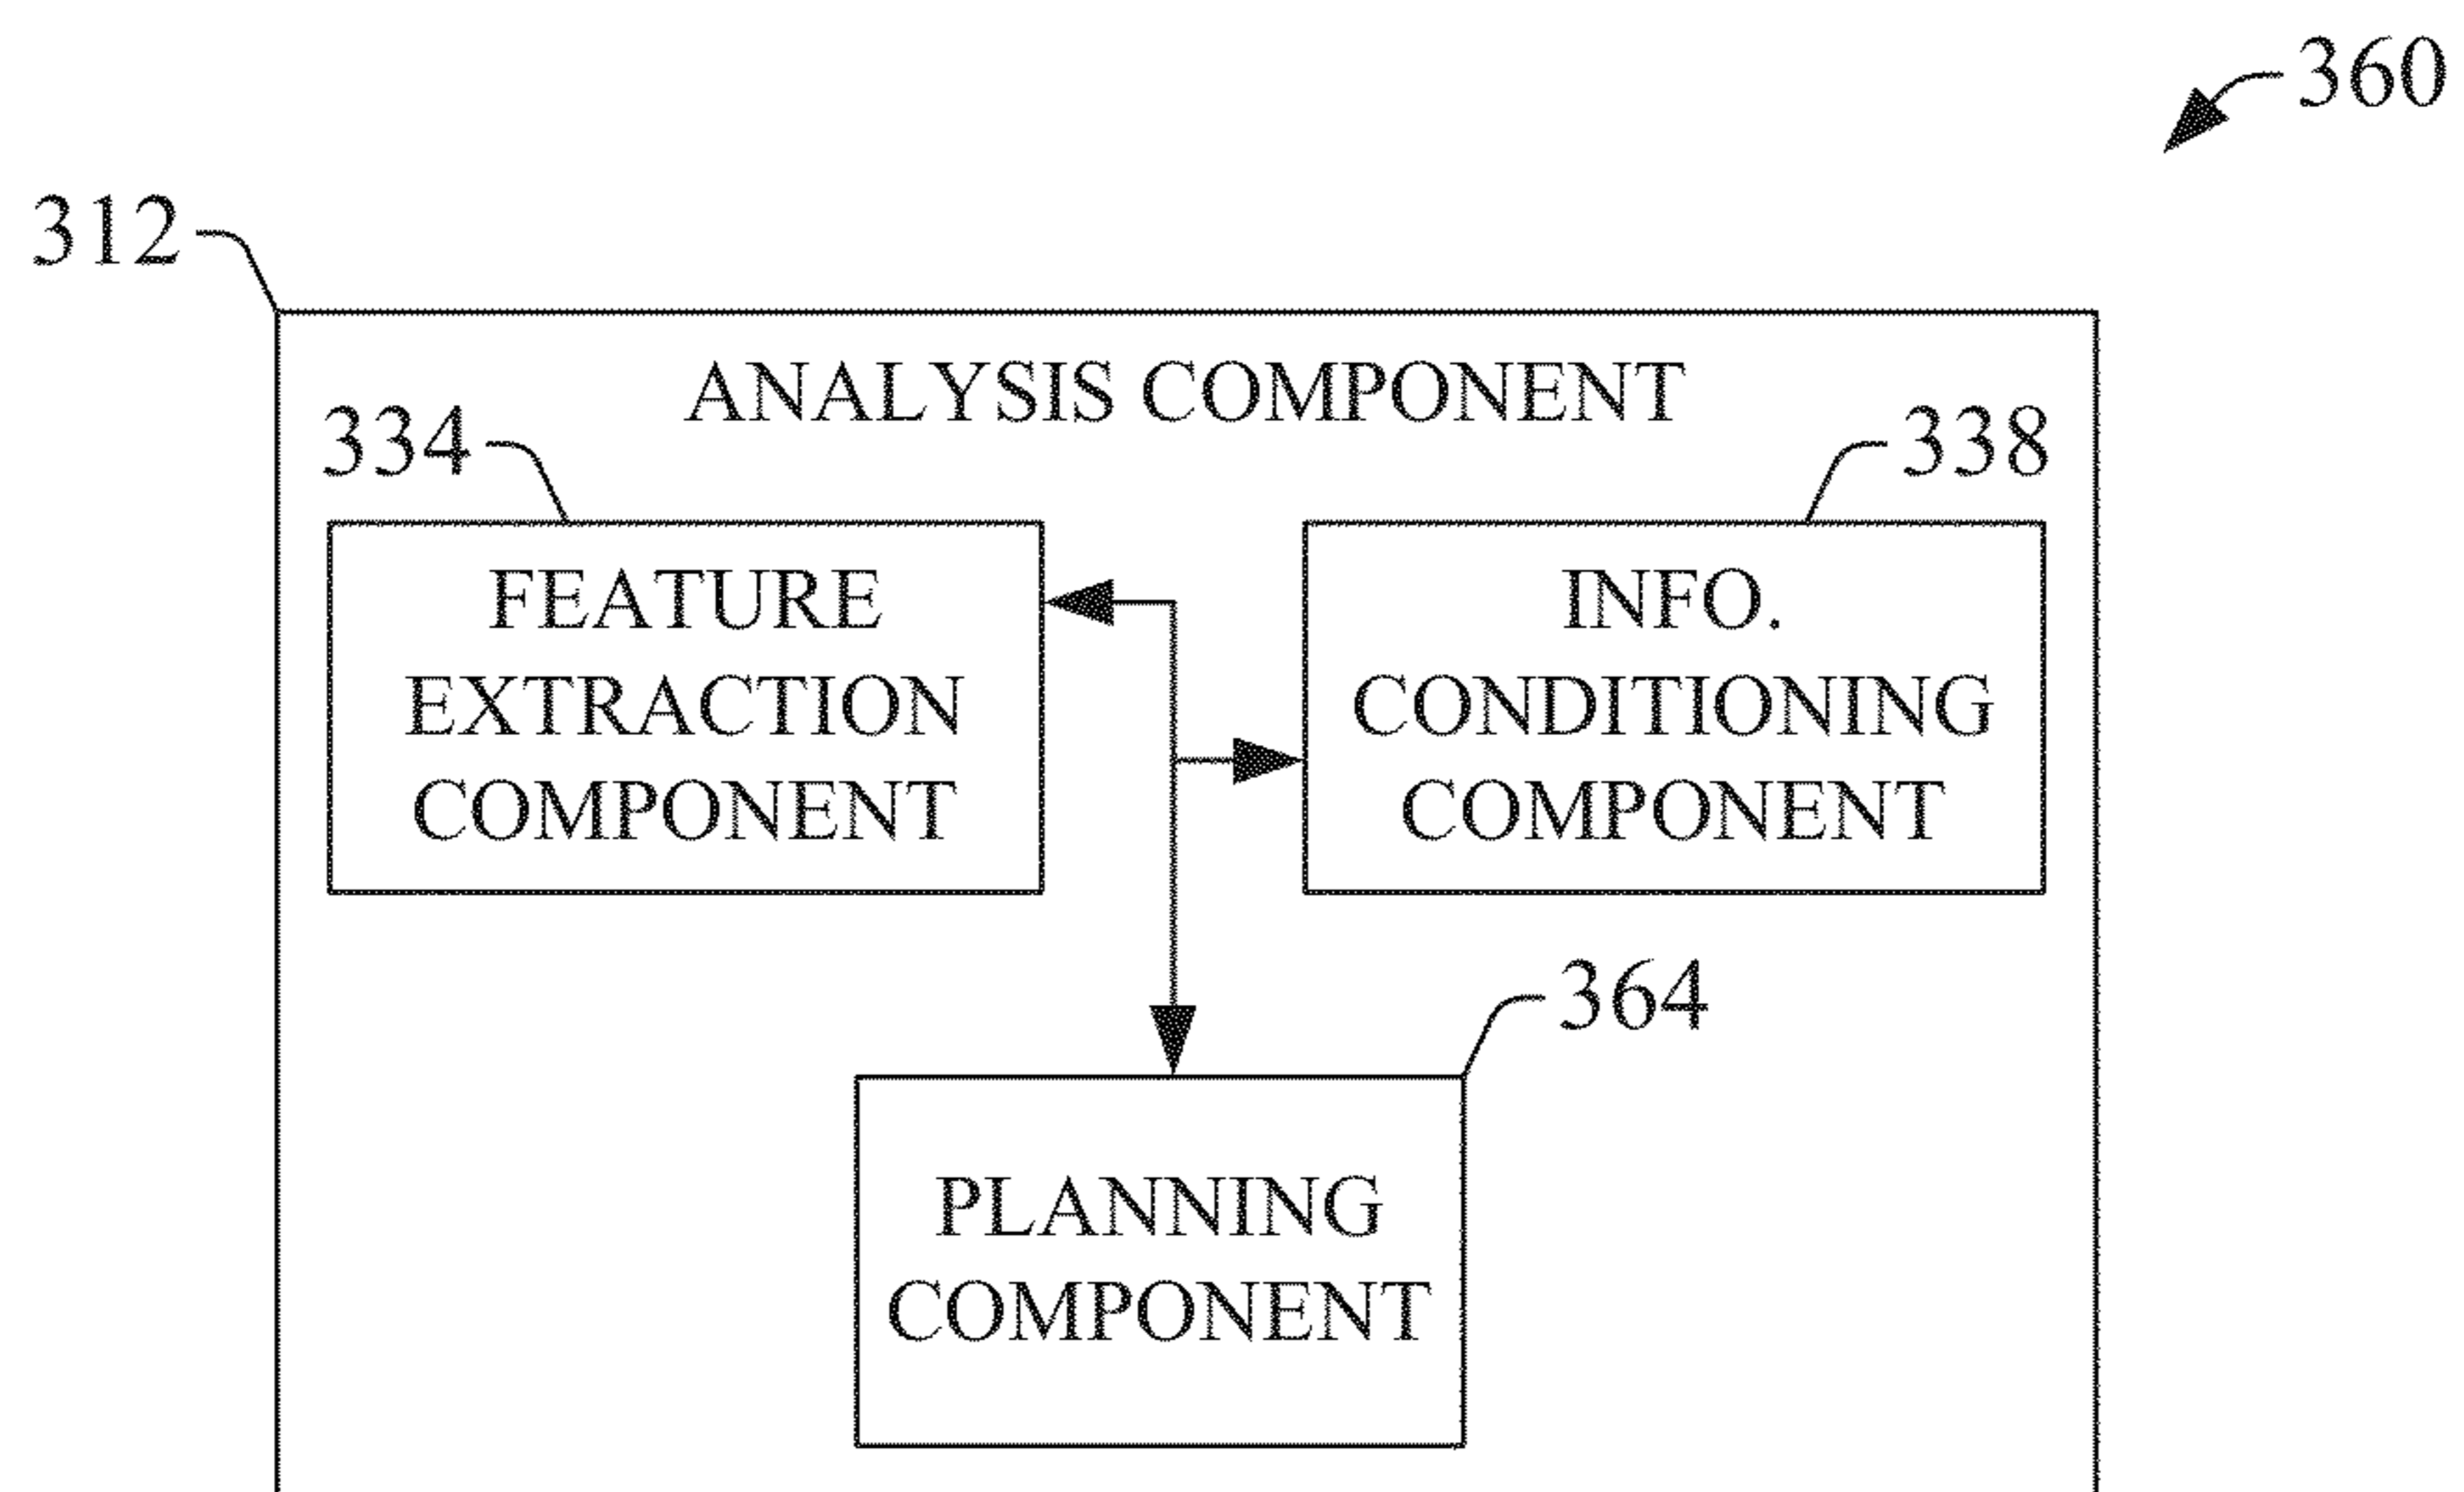 360
312
ANALYSIS COMPONENT
334
338
FEATURE
EXTRACTION
COMPONENT
INFO.
CONDITIONING
COMPONENT
364
PLANNING
COMPONENT